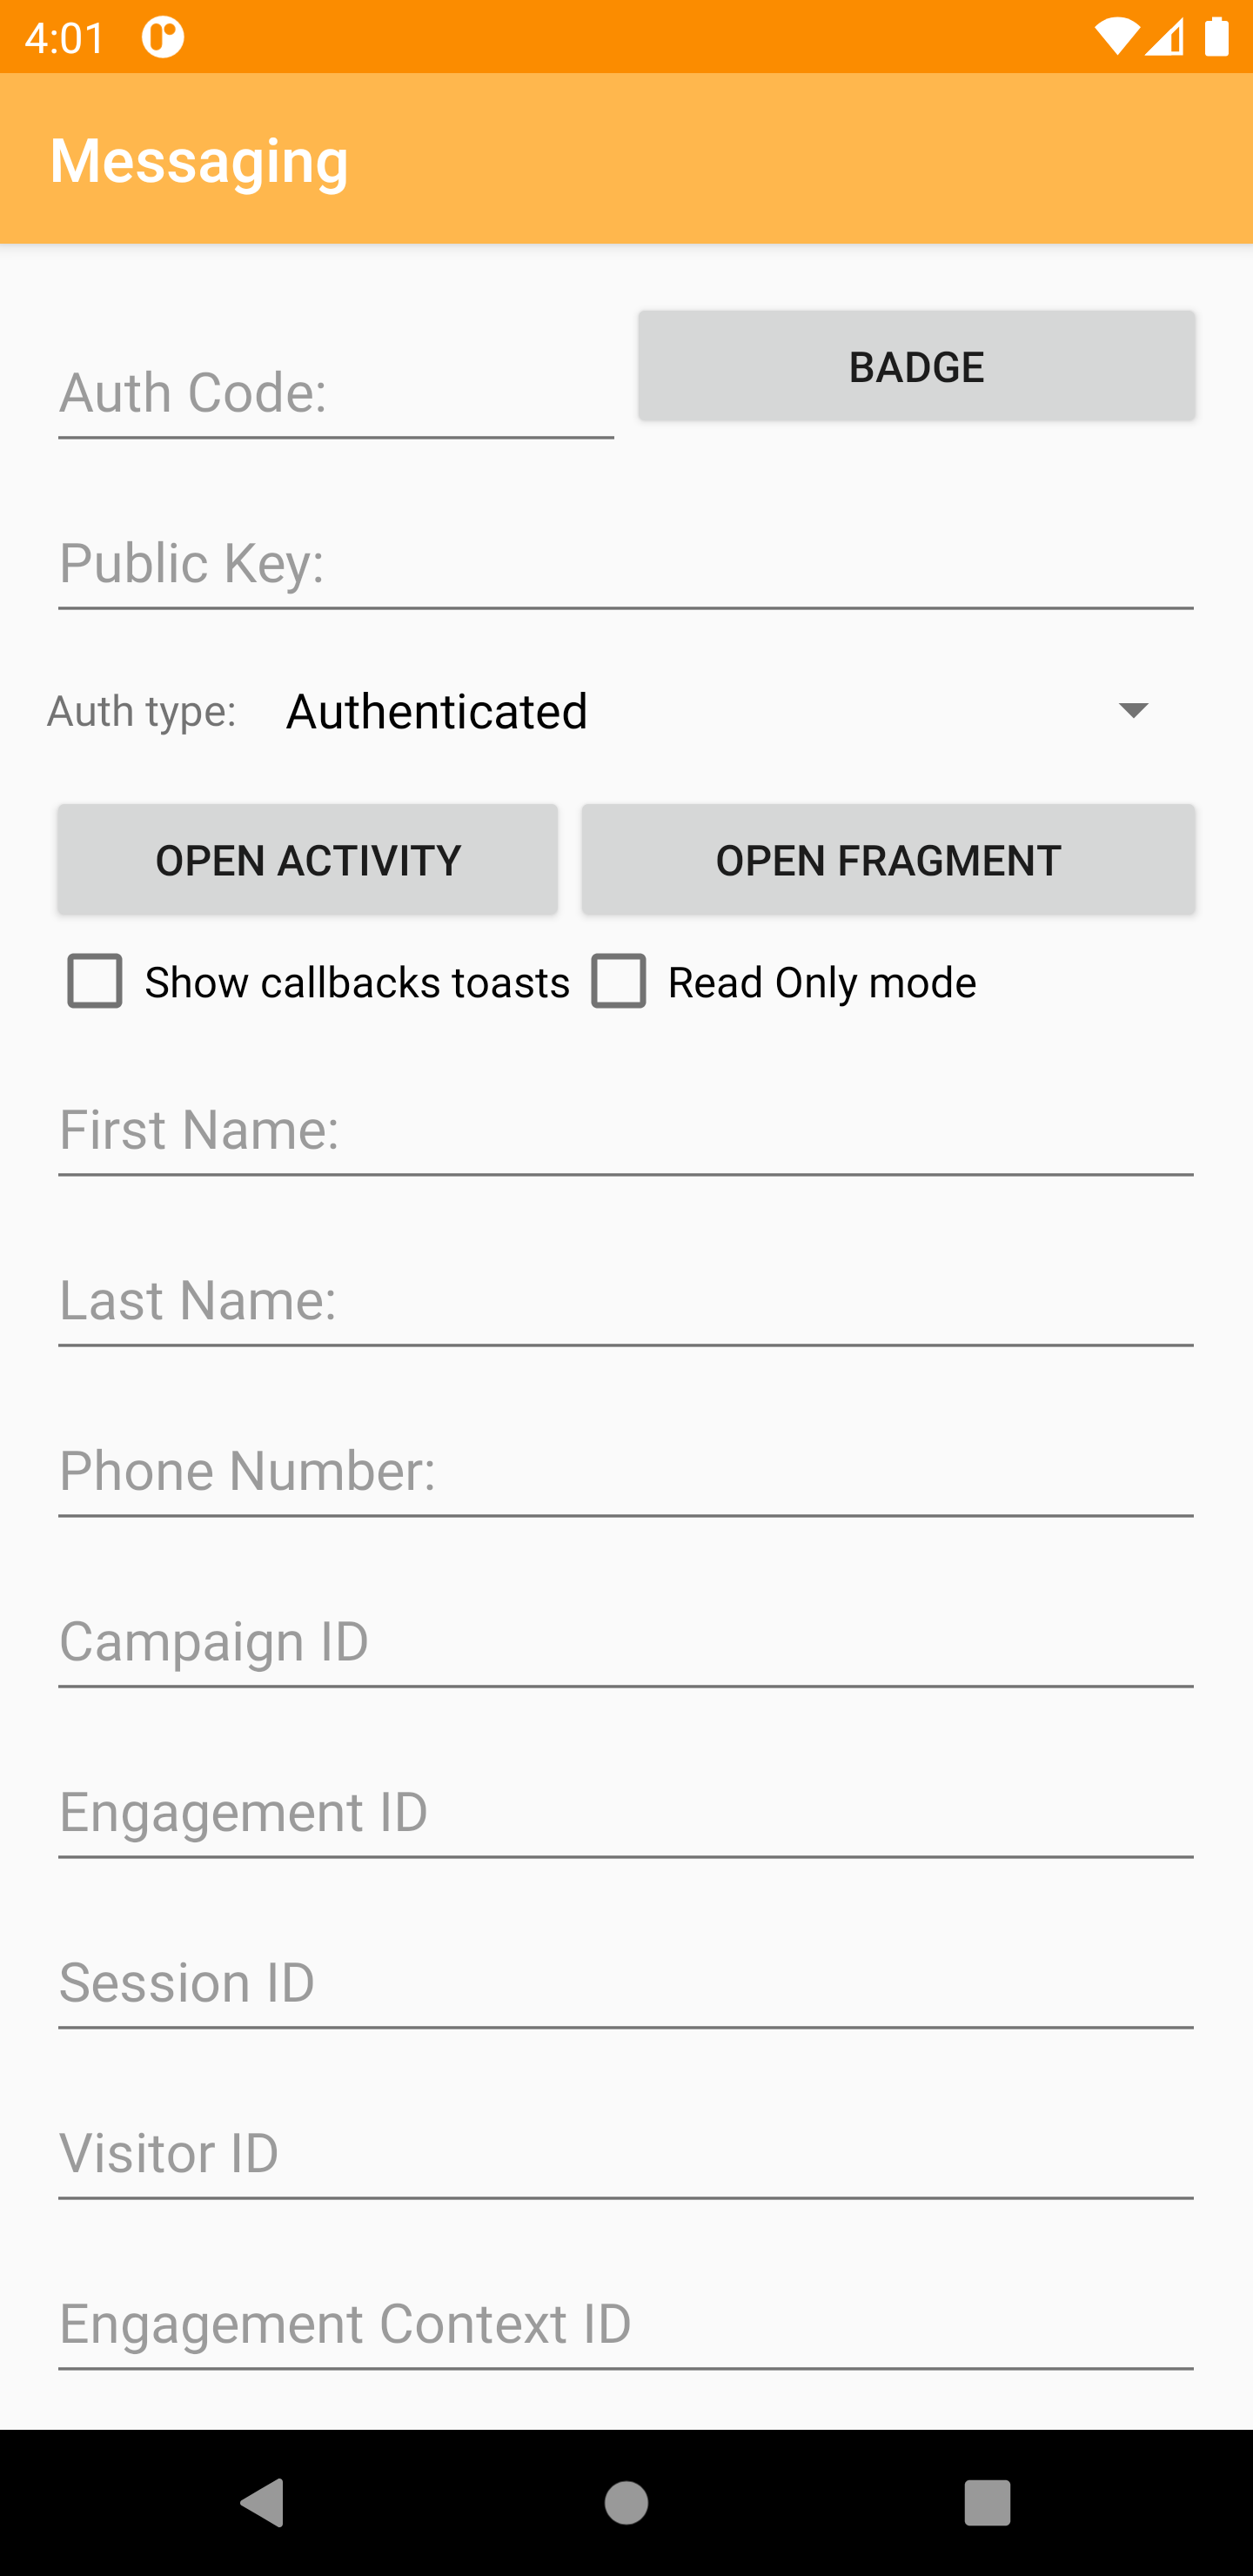 4:01
Messaging
Auth Code:
BADGE
Public Key:
Auth type: Authenticated
OPEN ACTIVITY OPEN FRAGMENT
Show callbacks toasts Read Only mode
First Name:
Last Name:
Phone Number:
Campaign ID
Engagement ID
Session ID
Visitor ID
Engagement Context ID